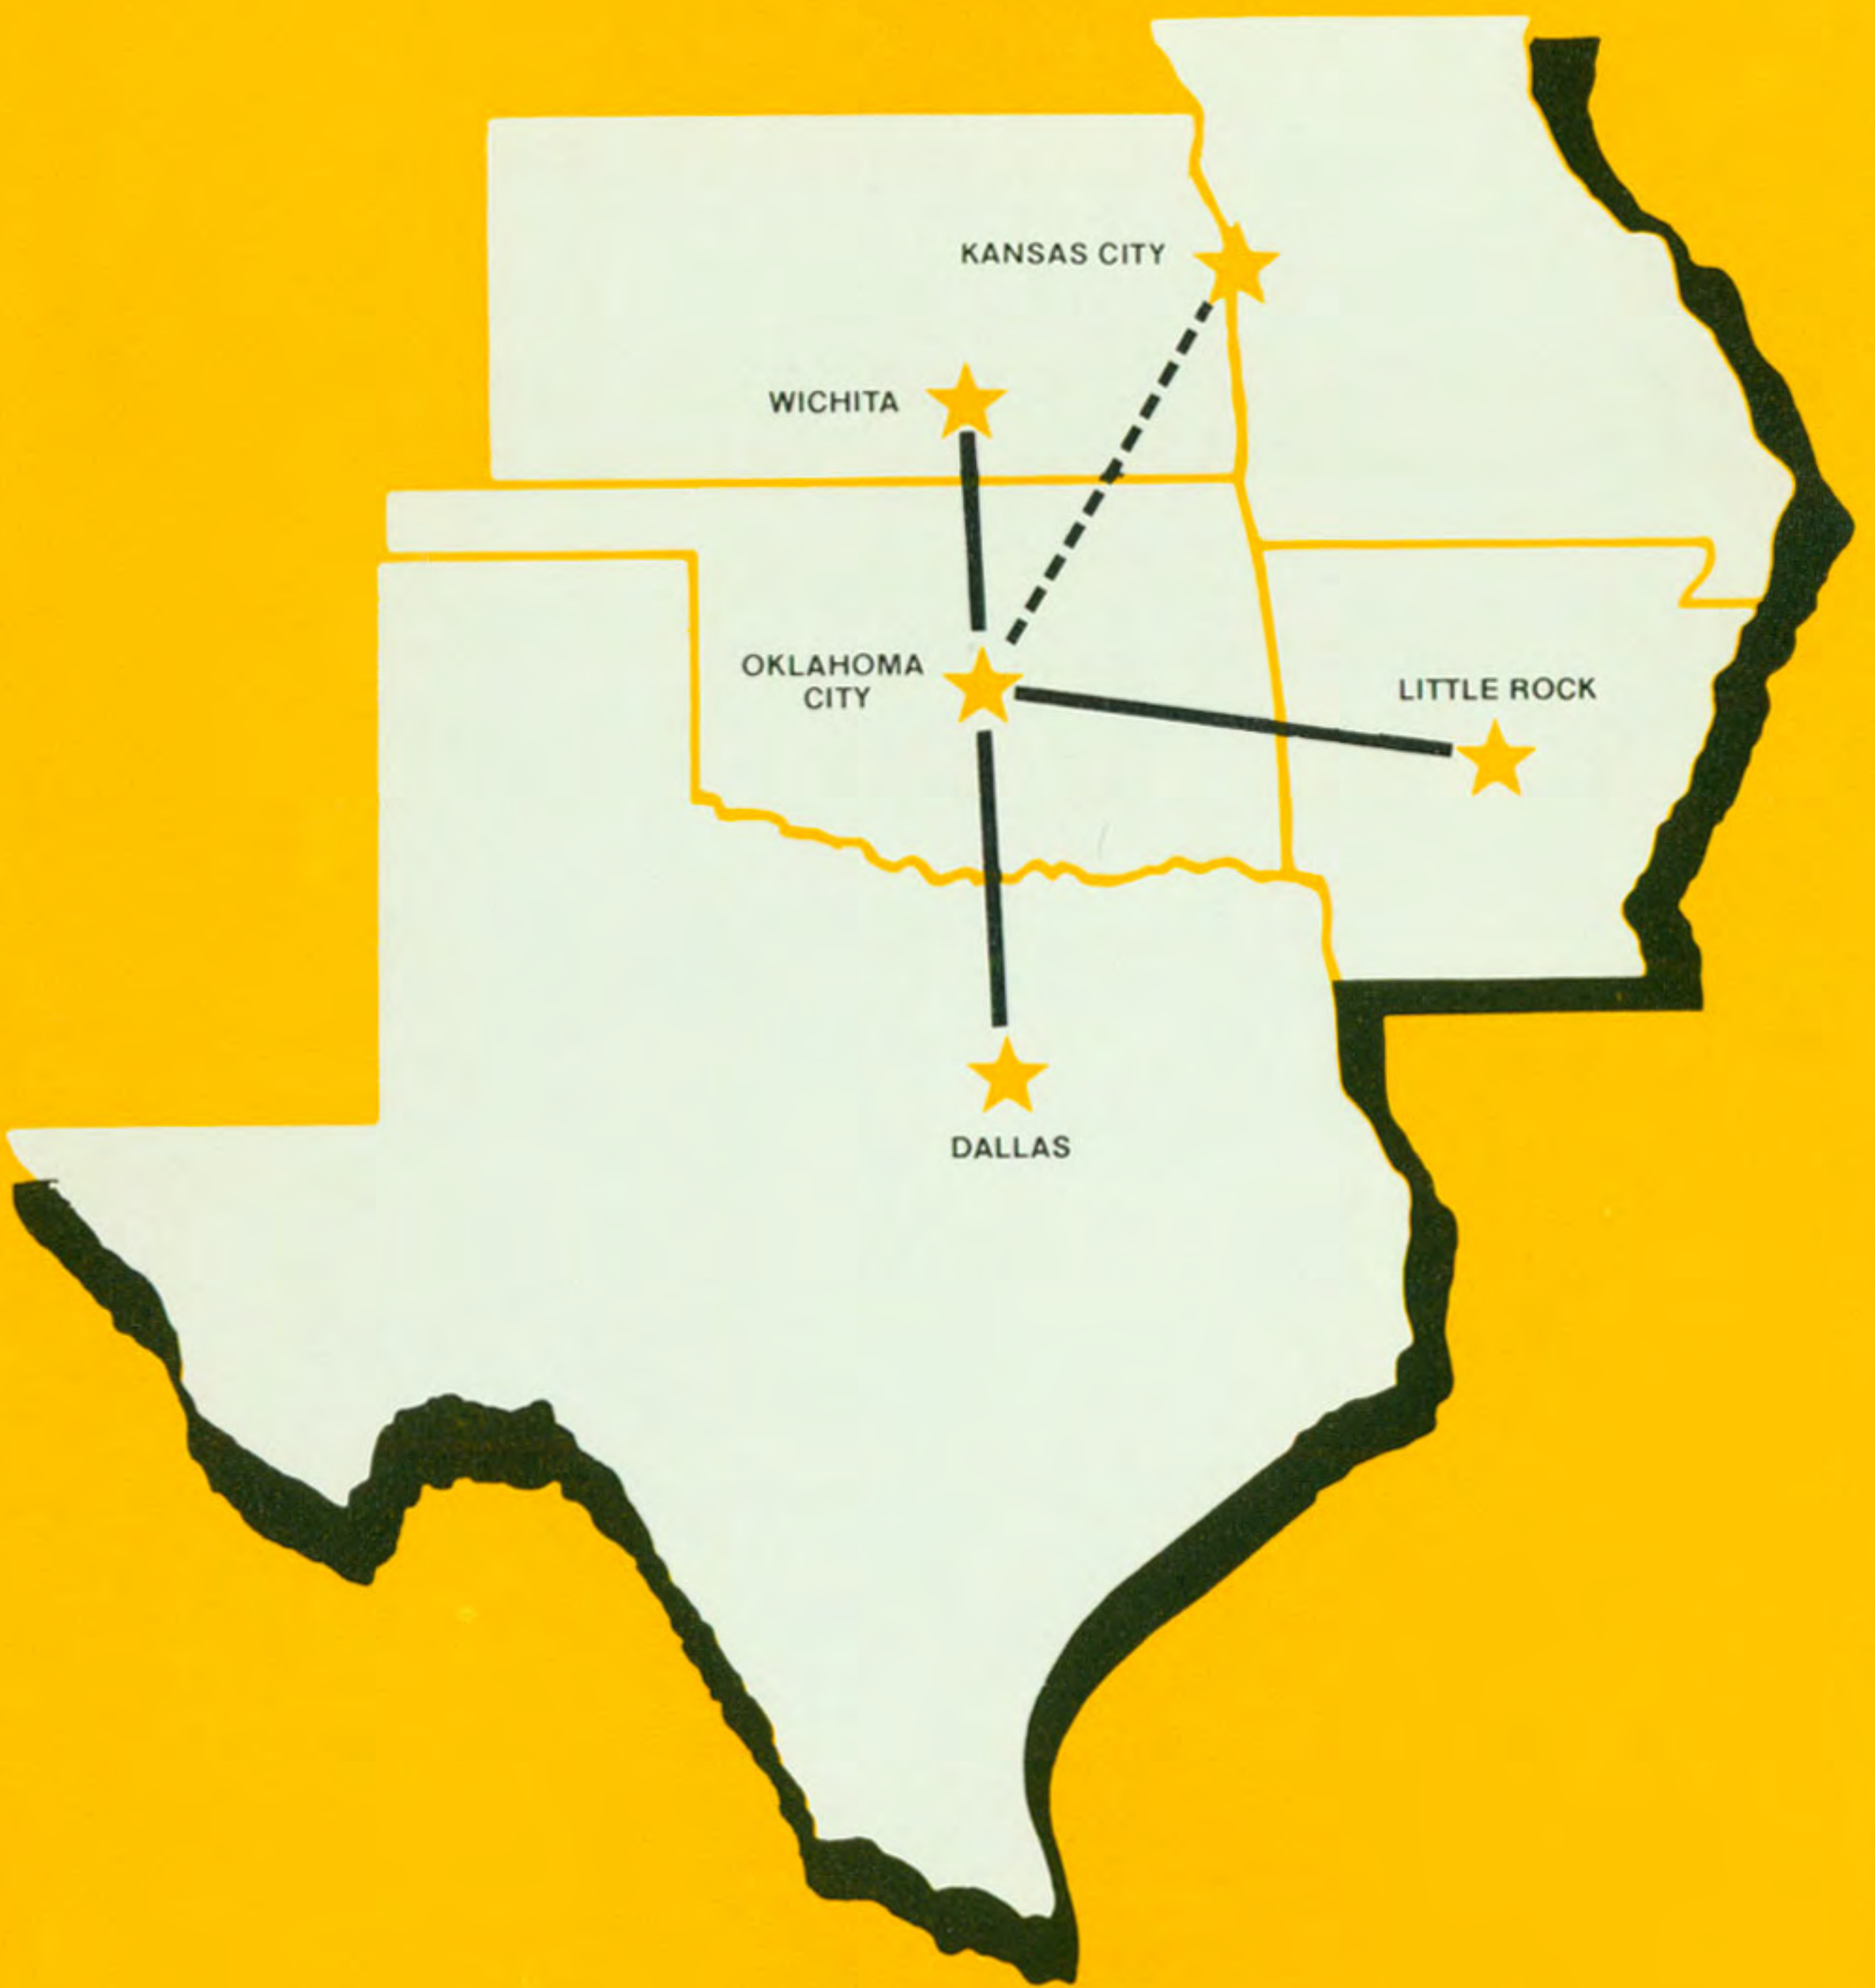 KANSAS CITY
WICHITA
OKLAHOMA
CITY
LITTLE ROCK
DALLAS